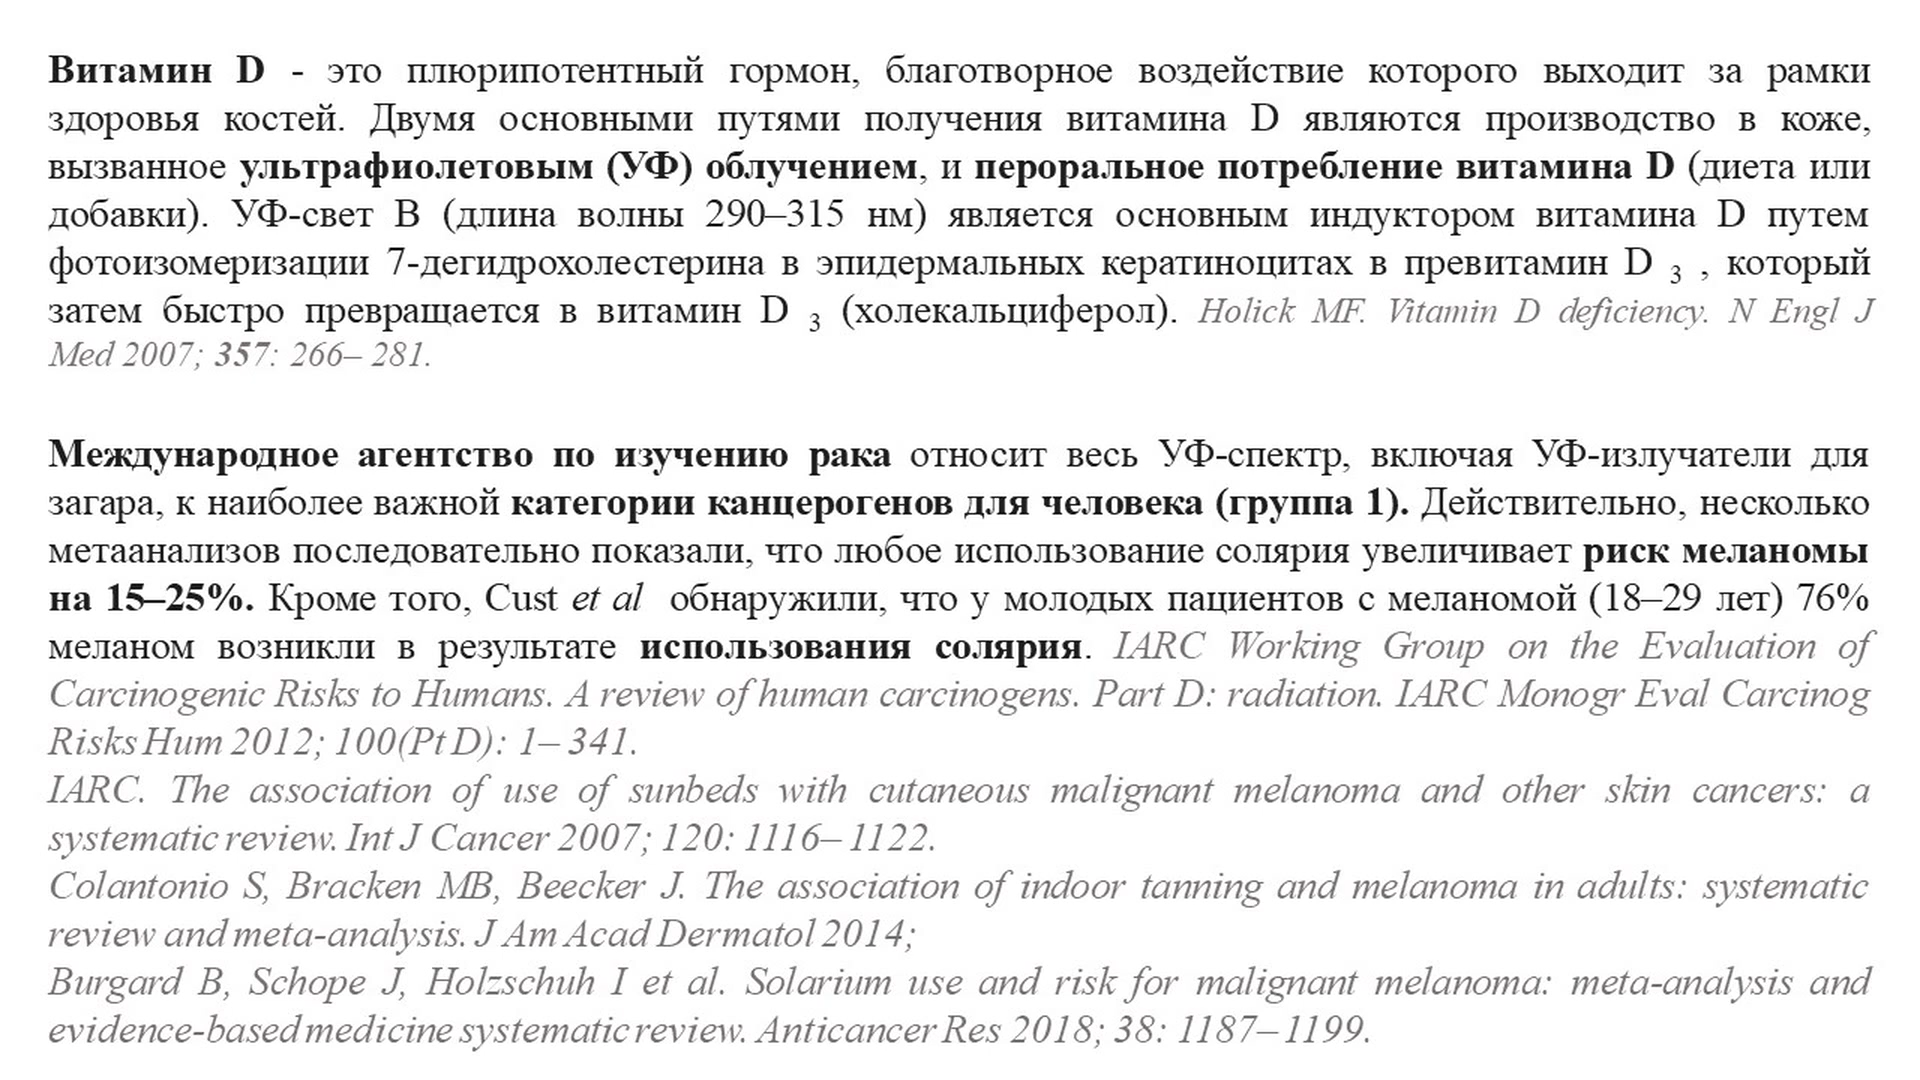 Витамин D - это плюрипотентный гормон, благотворное воздействие которого выходит за рамки
здоровья костей. Двумя основными путями получения витамина D являются производство в коже,
вызванное ультрафиолетовым (УФ) облучением, и пероральное потребление витамина D (диета или
добавки). УФ-свет B (длина волны 290–315 нм) является основным индуктором витамина D путем
фотоизомеризации 7-дегидрохолестерина в эпидермальных кератиноцитах в превитамин D 3 , который
затем быстро превращается в витамин D 3 (холекальциферол). Holick MF. Vitamin D deficiency. N Engl J
Med 2007; 357: 266– 281.
Международное агентство по изучению рака относит весь УФ-спектр, включая УФ-излучатели для
загара, к наиболее важной категории канцерогенов для человека (группа 1). Действительно, несколько
метаанализов последовательно показали, что любое использование солярия увеличивает риск меланомы
на 15–25%. Кроме того, Cust et al обнаружили, что у молодых пациентов с меланомой (18–29 лет) 76%
меланом возникли в результате использования солярия. IARC Working Group on the Evaluation of
Carcinogenic Risks to Humans. A review of human carcinogens. Part D: radiation. IARC Monogr Eval Carcinog
Risks Hum 2012; 100(Pt D): 1– 341.
IARC. The association of use of sunbeds with cutaneous malignant melanoma and other skin cancers: a
systematic review. Int J Cancer 2007; 120: 1116– 1122.
Colantonio S, Bracken MB, Beecker J. The association of indoor tanning and melanoma in adults: systematic
review and meta-analysis. J Am Acad Dermatol 2014;
Burgard B, Schope J, Holzschuh I et al. Solarium use and risk for malignant melanoma: meta-analysis and
evidence-based medicine systematic review. Anticancer Res 2018; 38: 1187– 1199.